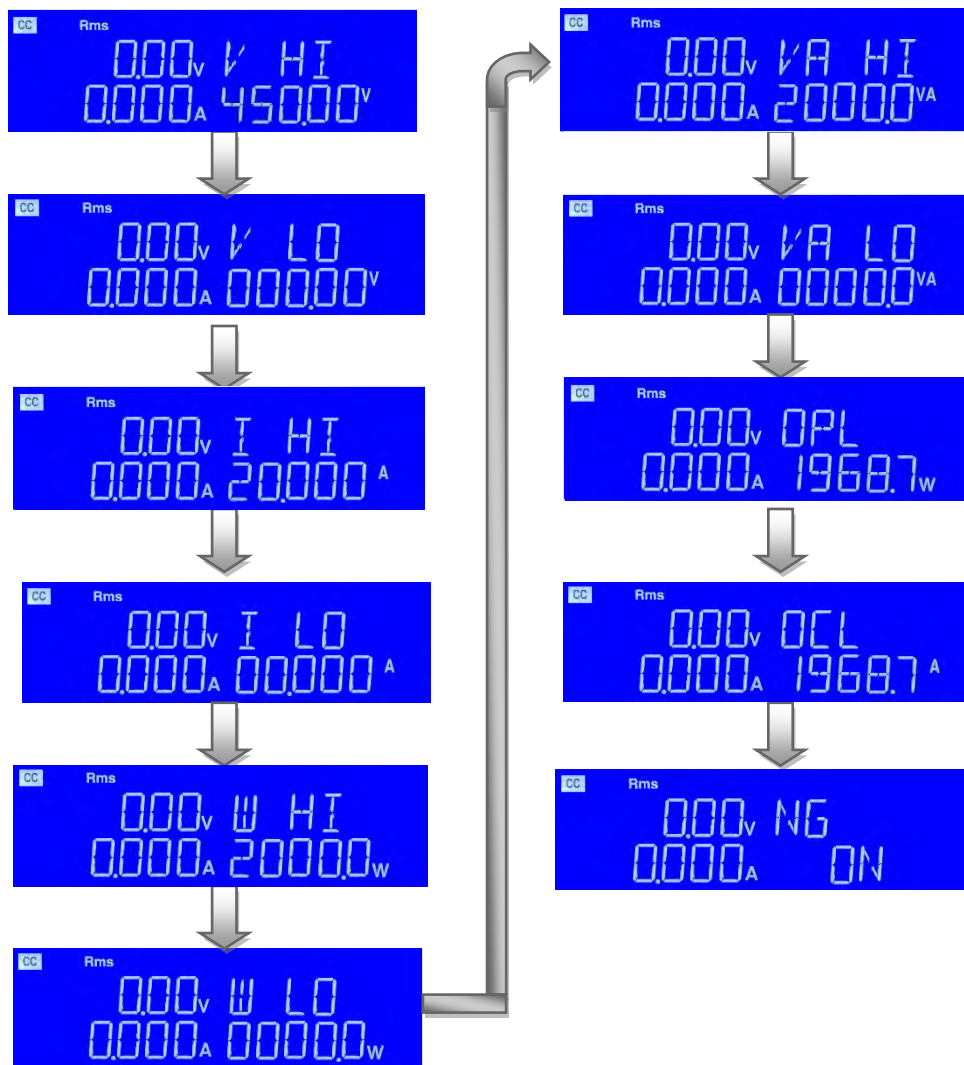 CC Rms
0.00V V HI
0.000A 450.00V
CC Rms
0.00V V LO
0.000A 000.00V
CC Rms
0.00V I HI
0.000A 20.000 A
CC Rms
0.00V I LO
0.000A 00.000 A
CC Rms
0.00V W HI
0.000A 2000.0W
CC Rms
0.00V W LO
0.000A 0000.0W
CC Rms
0.00V VA HI
0.000A 2000.0VA
CC Rms
0.00V VA LO
0.000A 0000.0VA
CC Rms
0.00V OPL
0.000A 1968.7W
CC Rms
0.00V OCL
0.000A 1968.7 A
CC Rms
0.00V NG
0.000A ON